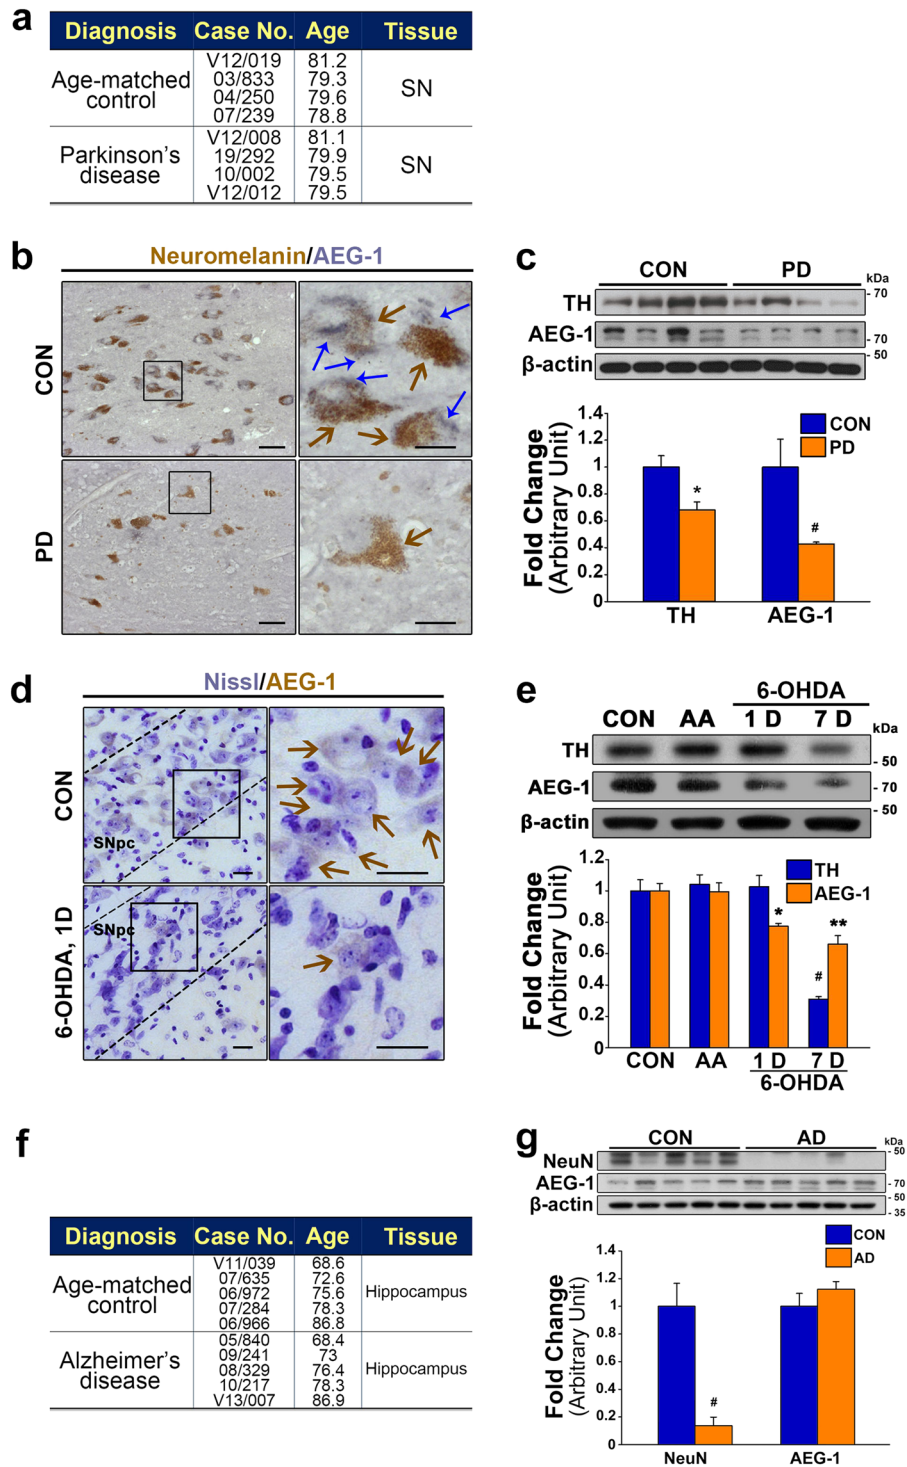 a
Diagnosis Case No. Age Tissue
Age-matched control
V12/019 81.2
03/833 79.3
04/250 79.6
07/239 78.8
SN
Parkinson's disease
V12/008 81.1
19/292 79.9
10/002 79.5
V12/012 79.5
SN
b
Neuromelanin/AEG-1
CON
PD
c
CON PD
kDa
TH - 70
AEG-1 - 70
β-actin - 50
Fold Change
(Arbitrary Unit)
1.4
1.2
1
0.8
0.6
0.4
0.2
0
CON
PD
*
#
TH AEG-1
d
Nissl/AEG-1
CON
SNpc
6-OHDA, 1D
SNpc
e
6-OHDA
CON AA 1 D 7 D
kDa
TH - 50
AEG-1 - 70
β-actin - 50
Fold Change
(Arbitrary Unit)
1.2
1
0.8
0.6
0.4
0.2
0
TH
AEG-1
*
#
**
CON AA 1 D 7 D
6-OHDA
f
Diagnosis Case No. Age Tissue
Age-matched control
V11/039 68.6
07/635 72.6
06/972 75.6
07/284 78.3
06/966 86.8
Hippocampus
Alzheimer's disease
05/840 68.4
09/241 73
08/329 76.4
10/217 78.3
V13/007 86.9
Hippocampus
g
CON AD
kDa
NeuN - 50
AEG-1 - 70
- 50
β-actin - 35
Fold Change
(Arbitrary Unit)
1.4
1.2
1
0.8
0.6
0.4
0.2
0
CON
AD
#
NeuN AEG-1